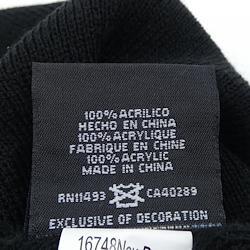 100% ACRILICO
HECHO EN CHINA
100% ACRYLIQUE
FABRIQUE EN CHINE
100% ACRYLIC
MADE IN CHINA
RN11493 CA40289
EXCLUSIVE OF DECORATION
16748Nov